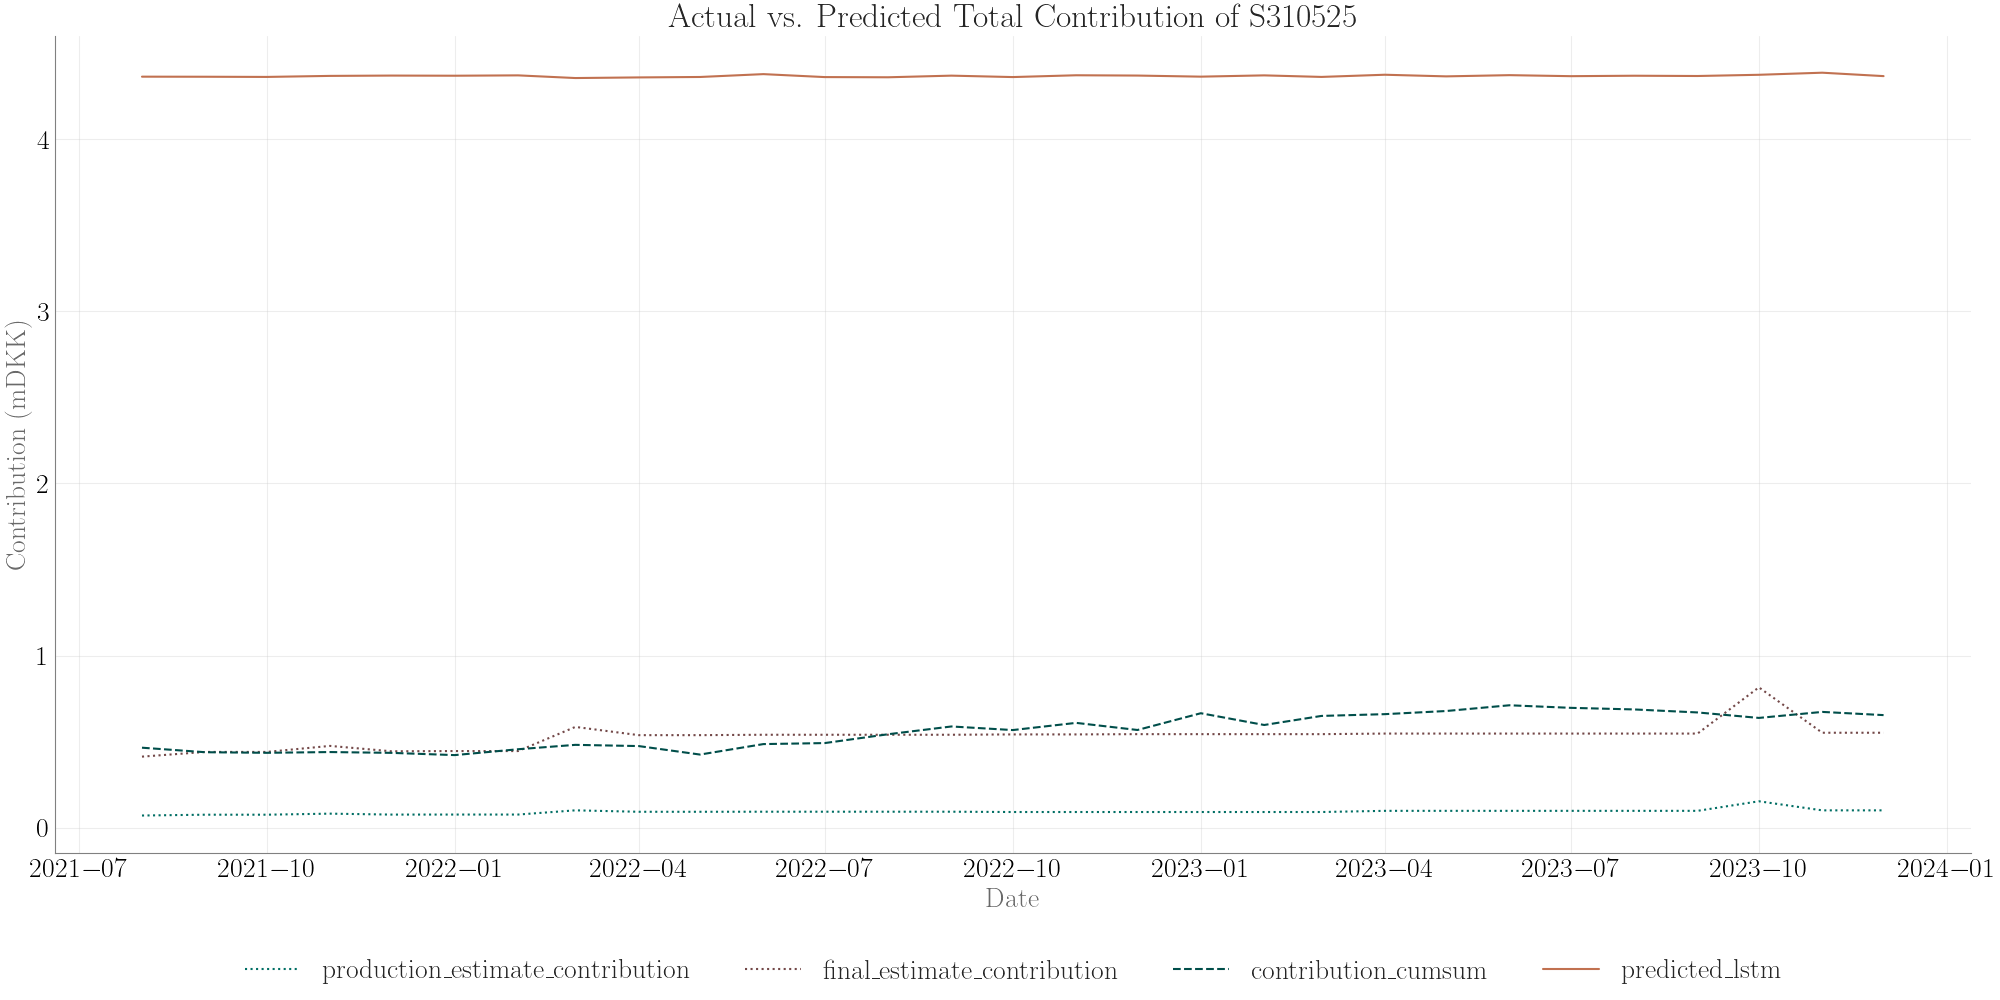 Actual vs. Predicted Total Contribution of S310525
Contribution (mDKK)
4
3
2
1
0
2021−07 2021−10 2022−01 2022−04 2022−07 2022−10 2023−01 2023−04 2023−07 2023−10 2024−01
Date
production_estimate_contribution final_estimate_contribution contribution_cumsum predicted_lstm